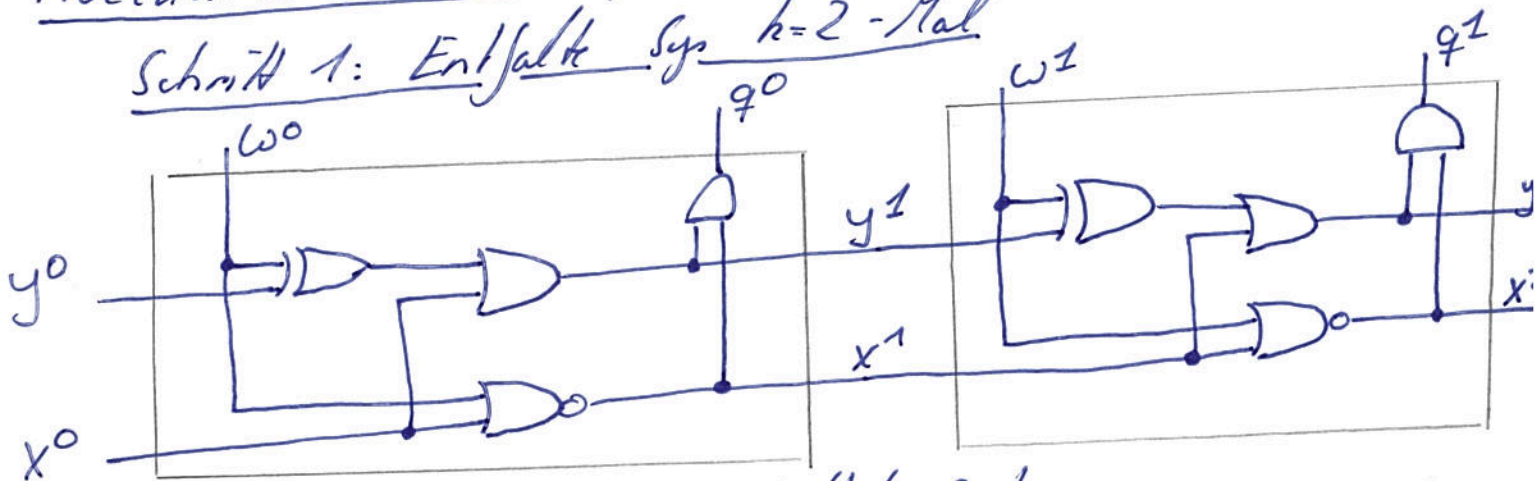 Schritt 1: Entfalte Sys k=2-Mal
ω⁰ q⁰ ω¹ q¹
y⁰ y¹ y
x⁰ x¹ x